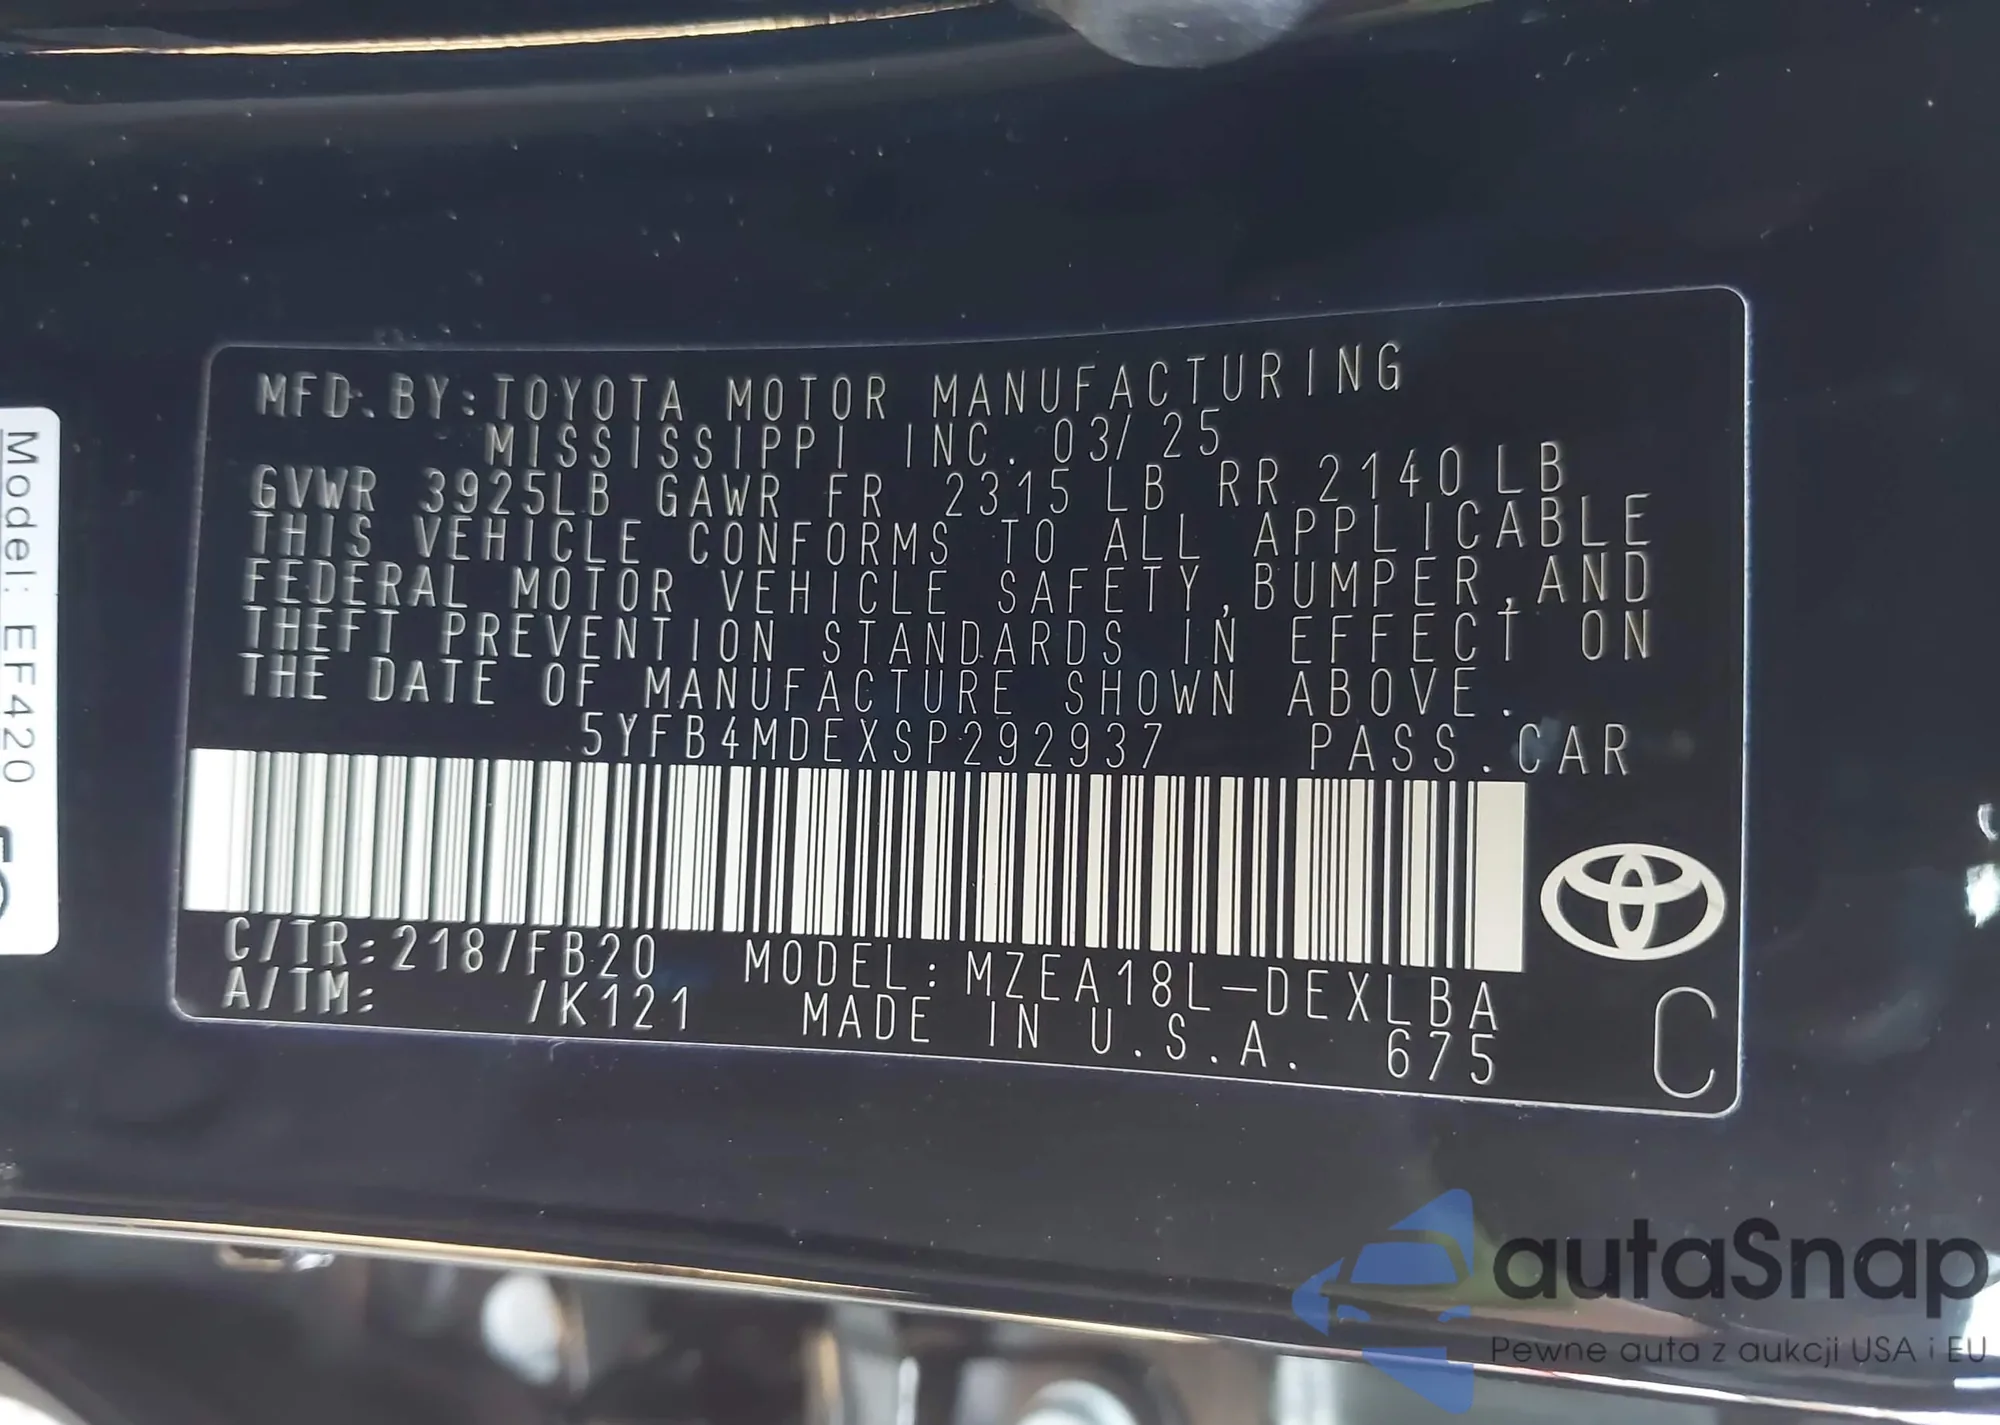 MFD. BY: TOYOTA MOTOR MANUFACTURING
MISSISSIPPI INC. 03/25
GVWR 3925LB GAWR FR 2315 LB RR 2140 LB
THIS VEHICLE CONFORMS TO ALL APPLICABLE
FEDERAL MOTOR VEHICLE SAFETY, BUMPER, AND
THEFT PREVENTION STANDARDS IN EFFECT ON
THE DATE OF MANUFACTURE SHOWN ABOVE.
5YFB4MDEXSP292937 PASS. CAR
C/TR: 218/FB20 MODEL: MZEA18L-DEXLBA
A/TM: /K121 MADE IN U.S.A. 675
C
Model: EF420
autaSnap
Pewne auta z aukcji USA i EU